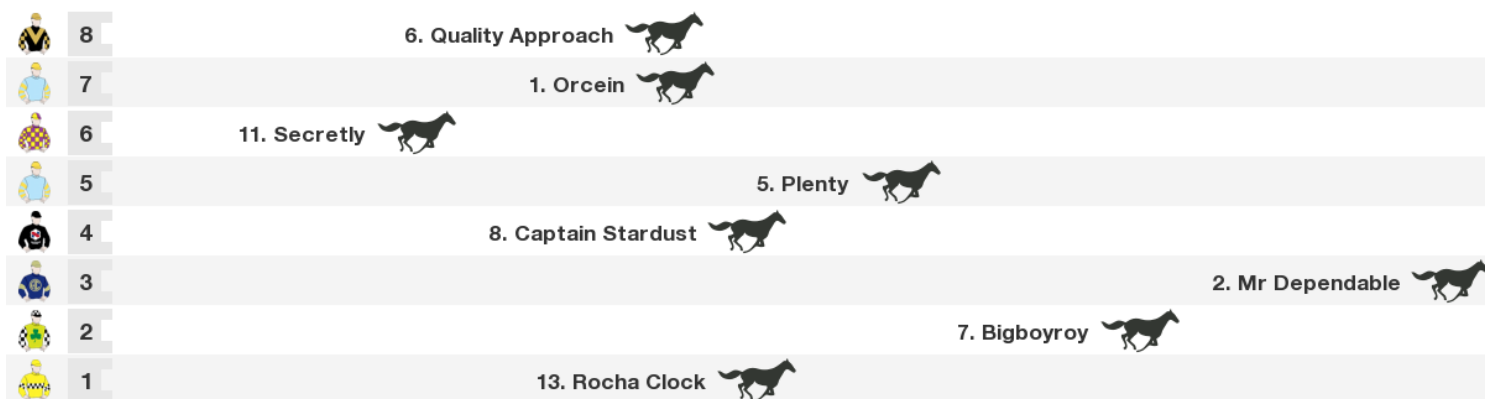 8 6. Quality Approach
7 1. Orcein
6 11. Secretly
5 5. Plenty
4 8. Captain Stardust
3 2. Mr Dependable
2 7. Bigboyroy
1 13. Rocha Clock